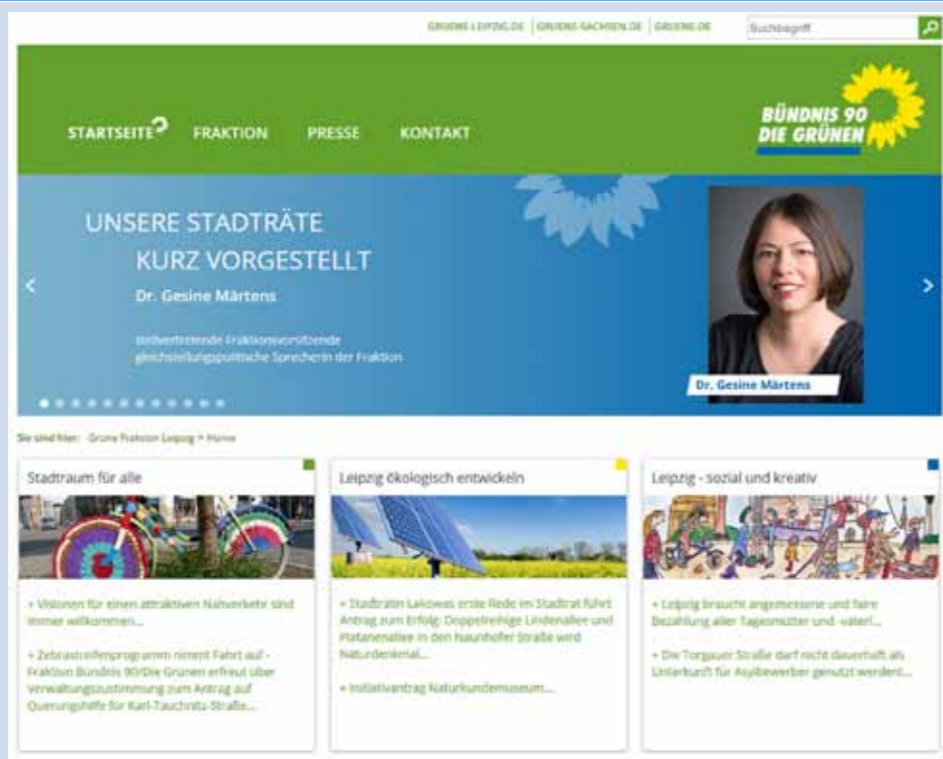 GRUENE-LEIPZIG.DE GRUENE-SACHSEN.DE GRUENE.DE Suchbegriff
BÜNDNIS 90
DIE GRÜNEN
STARTSEITE FRAKTION PRESSE KONTAKT
UNSERE STADTRÄTE
KURZ VORGESTELLT
Dr. Gesine Märtens
stellvertretende Fraktionsvorsitzende
gleichstellungspolitische Sprecherin der Fraktion
Dr. Gesine Märtens
Sie sind hier: Grüne Fraktion Leipzig > Home
Stadtraum für alle
+ Visionen für einen attraktiven Nahverkehr sind
immer willkommen...
+ Zebrastreifenprogramm nimmt Fahrt auf -
Fraktion Bündnis 90/Die Grünen erfreut über
Verwaltungszustimmung zum Antrag auf
Querungshilfe für Karl-Tauchnitz-Straße...
Leipzig ökologisch entwickeln
+ Stadträtin Lakowas erste Rede im Stadtrat führt
Antrag zum Erfolg: Doppelreihige Lindenallee und
Platanenallee in den Naunhofer Straße wird
Naturdenkmal...
+ Initiativantrag Naturkundemuseum...
Leipzig - sozial und kreativ
+ Leipzig braucht angemessene und faire
Bezahlung aller Tagesmütter und -väter!...
+ Die Torgauer Straße darf nicht dauerhaft als
Unterkunft für Asylbewerber genutzt werden!...